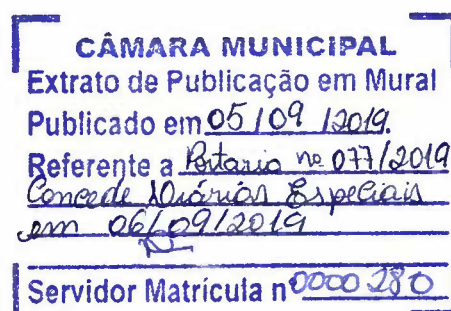 CÂMARA MUNICIPAL
Extrato de Publicação em Mural
Publicado em 05/09/2019.
Referente a Portaria nº 077/2019
Concede Diárias Especiais
em 06/09/2019
Servidor Matrícula nº 0000280